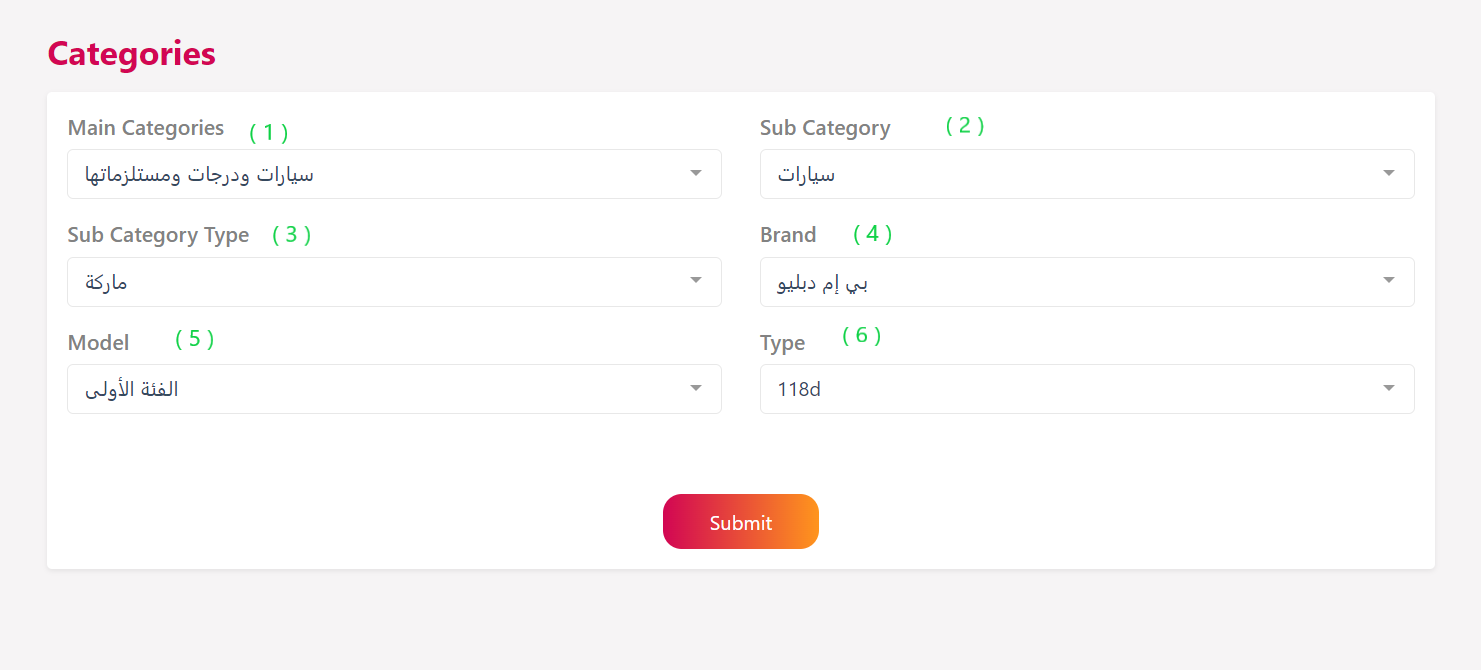 Categories
Main Categories ( 1 )
Sub Category ( 2 )
سيارات ودرجات ومستلزماتها
سيارات
Sub Category Type ( 3 )
Brand ( 4 )
ماركة
بي إم دبليو
Model ( 5 )
Type ( 6 )
الفئة الأولى
118d
Submit